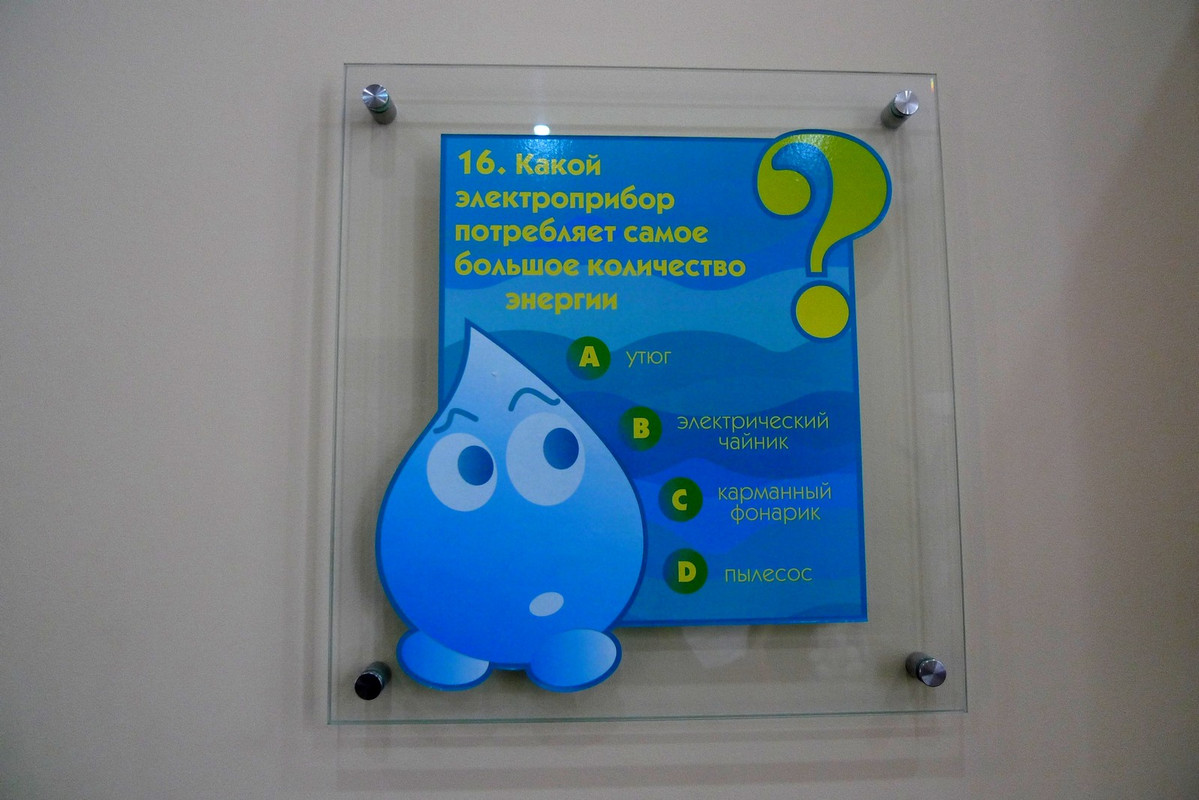 16. Какой
электроприбор
потребляет самое
большое количество
энергии
?
A утюг
B электрический
чайник
C карманный
фонарик
D пылесос